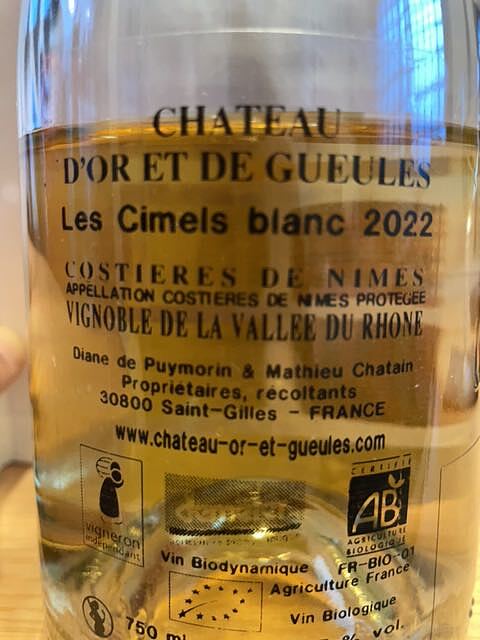 CHATEAU
D'OR ET DE GUEULES
Les Cimels blanc 2022
COSTIERES DE NIMES
APPELLATION COSTIERES DE NIMES PROTEGEE
VIGNOBLE DE LA VALLEE DU RHONE
Diane de Puymorin & Mathieu Chatain
Propriétaires, récoltants
30800 Saint-Gilles - FRANCE
www.chateau-or-et-gueules.com
CERTIFIÉ
AB
AGRICULTURE
BIOLOGIQUE
vigneron
indépendant
demeter
Vin Biodynamique
FR-BIO-01
Agriculture France
Vin Biologique
750 ml
% vol.